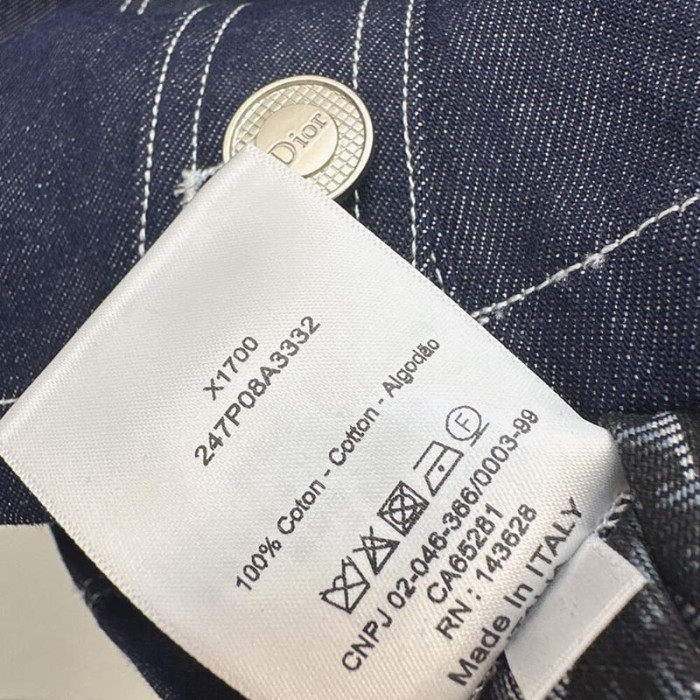 Dior
X1700
247P08A3332
100% Coton - Cotton - Algodão
F
CNPJ 02-046-366/0003-99
CA65281
RN : 143628
Made In ITALY